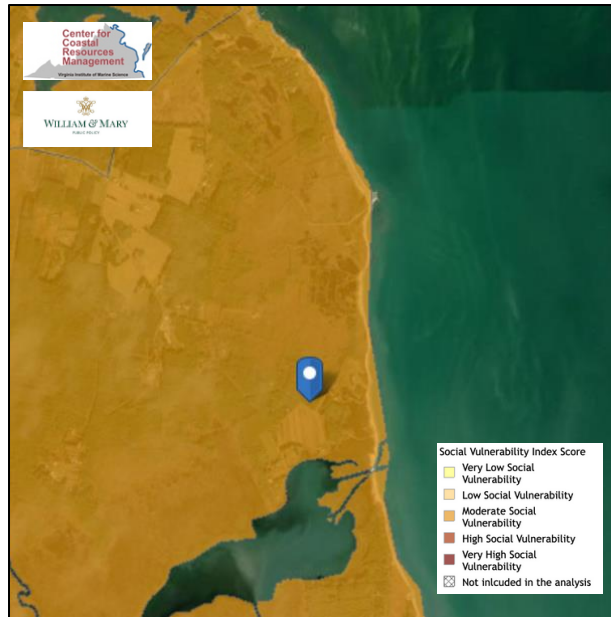 Center for
Coastal
Resources
Management
Virginia Institute of Marine Science
WILLIAM & MARY
PUBLIC POLICY
Social Vulnerability Index Score
Very Low Social
Vulnerability
Low Social Vulnerability
Moderate Social
Vulnerability
High Social Vulnerability
Very High Social
Vulnerability
Not inlcuded in the analysis